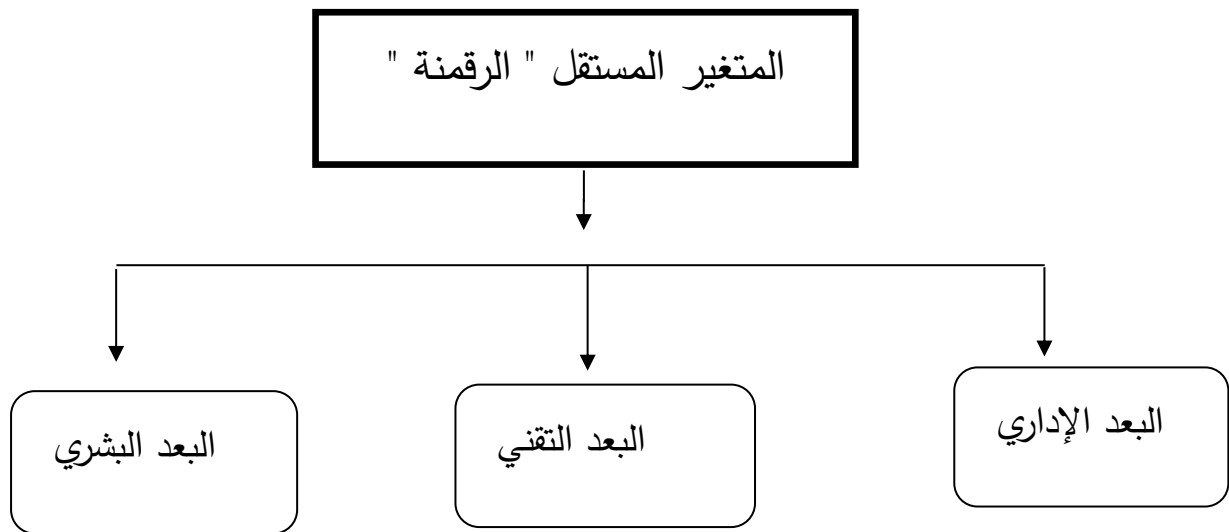 المتغير المستقل " الرقمنة "
البعد الإداري
البعد التقني
البعد البشري